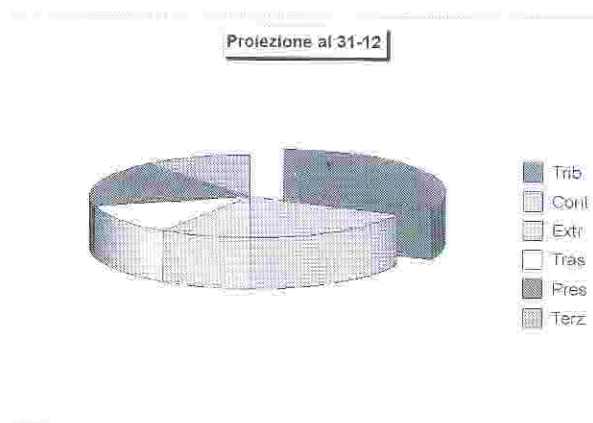 Proiezione al 31-12
Trib
Cont
Extr
Tras
Pres
Terz